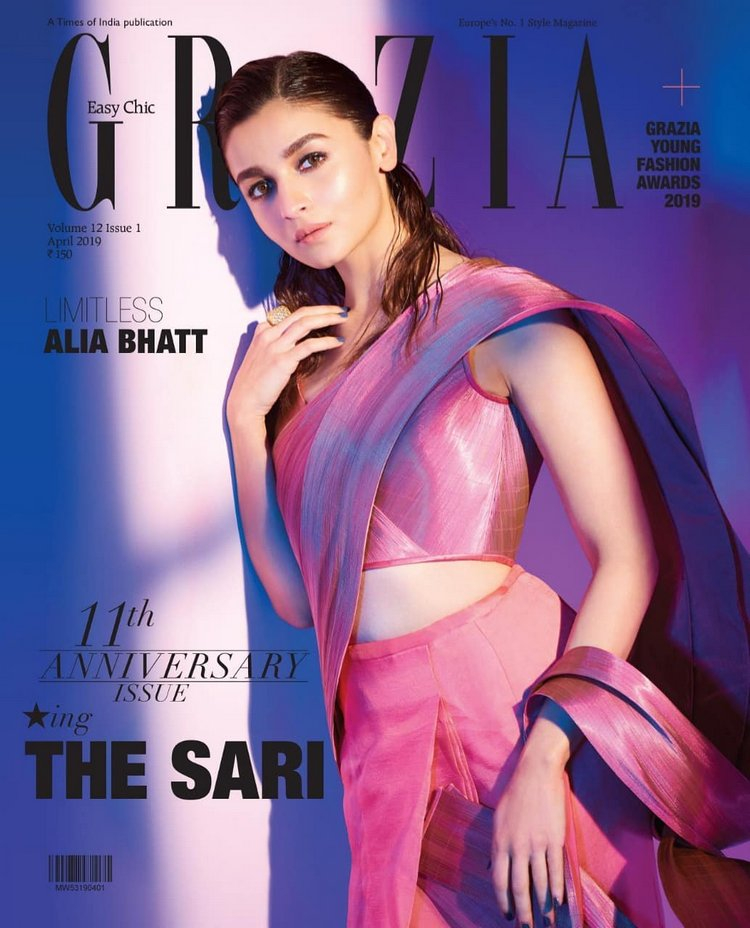 A Times of India publication
Europe's No. 1 Style Magazine
GRAZIA
Easy Chic
+
GRAZIA
YOUNG
FASHION
AWARDS
2019
Volume 12 Issue 1
April 2019
₹ 150
LIMITLESS
ALIA BHATT
11th
ANNIVERSARY
ISSUE
★ing
THE SARI
MW53190401